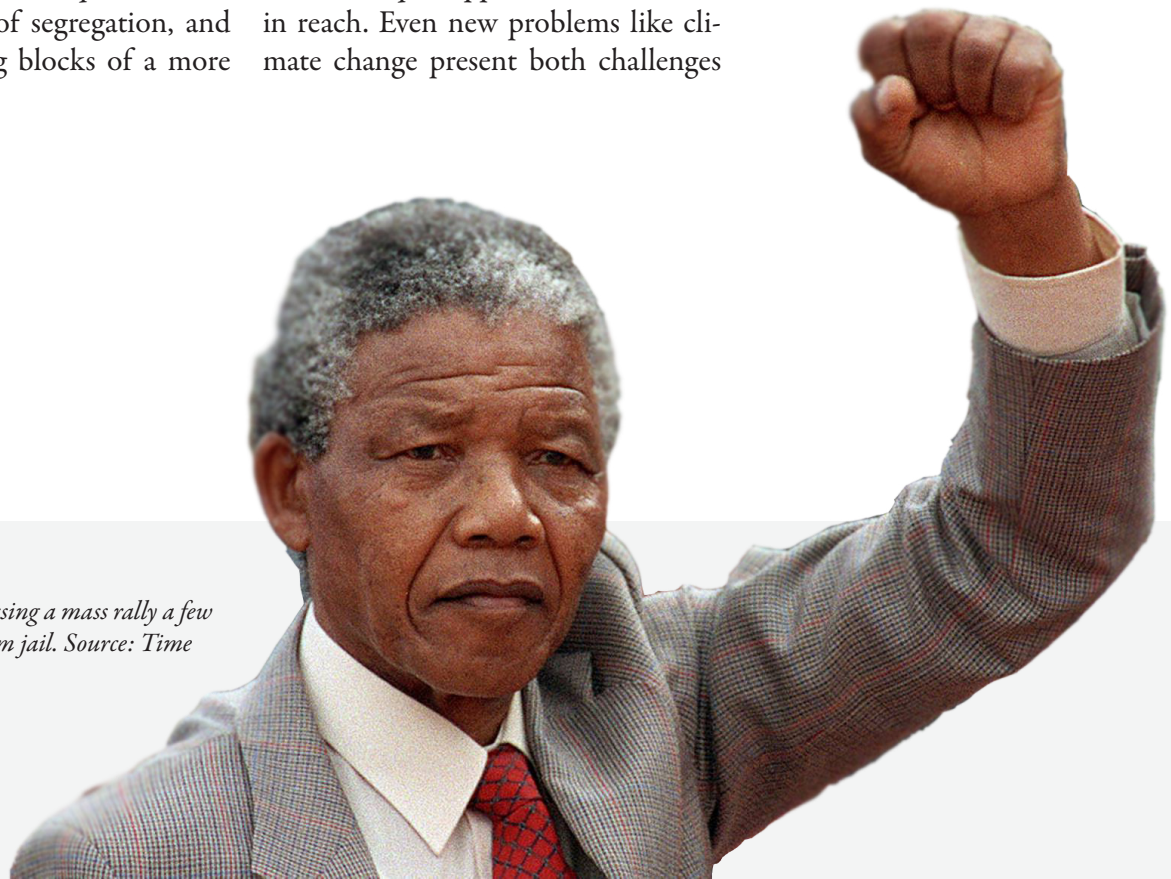 of segregation, and
g blocks of a more
in reach. Even new problems like cli-
mate change present both challenges
sing a mass rally a few
m jail. Source: Time